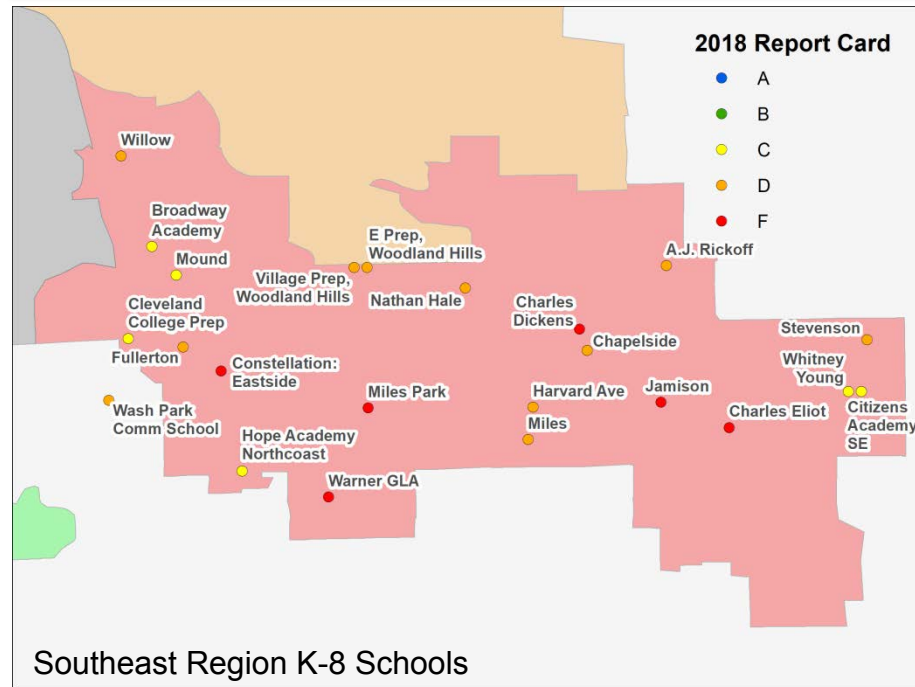 2018 Report Card
A
B
C
D
F
Willow
Broadway
Academy
Mound
E Prep,
Woodland Hills
Village Prep,
Woodland Hills
Nathan Hale
A.J. Rickoff
Cleveland
College Prep
Fullerton
Constellation:
Eastside
Charles
Dickens
Chapelside
Stevenson
Whitney
Young
Citizens
Academy
SE
Wash Park
Comm School
Miles Park
Harvard Ave
Miles
Jamison
Charles Eliot
Hope Academy
Northcoast
Warner GLA
Southeast Region K-8 Schools